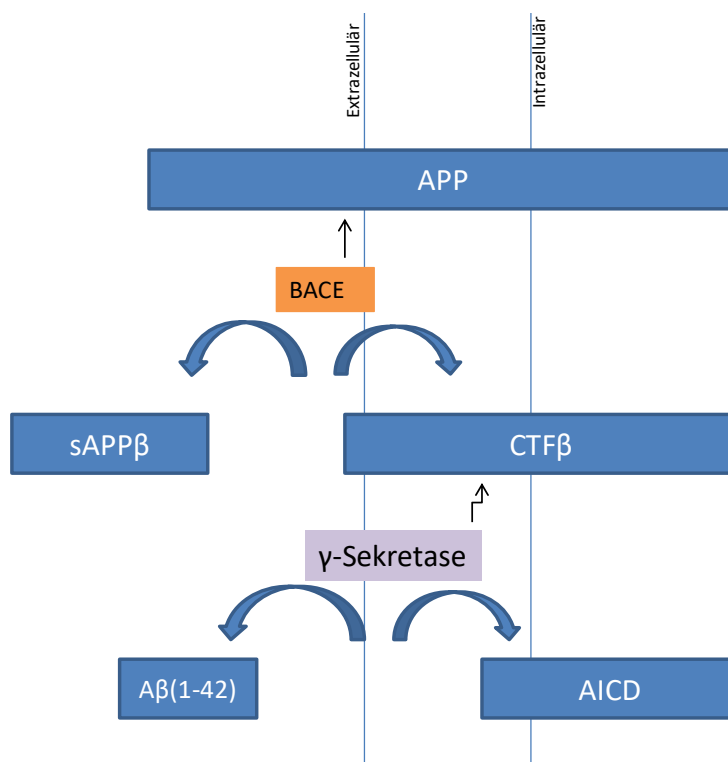 Extrazellulär
Intrazellulär
APP
BACE
sAPPβ
CTFβ
γ-Sekretase
Aβ(1-42)
AICD